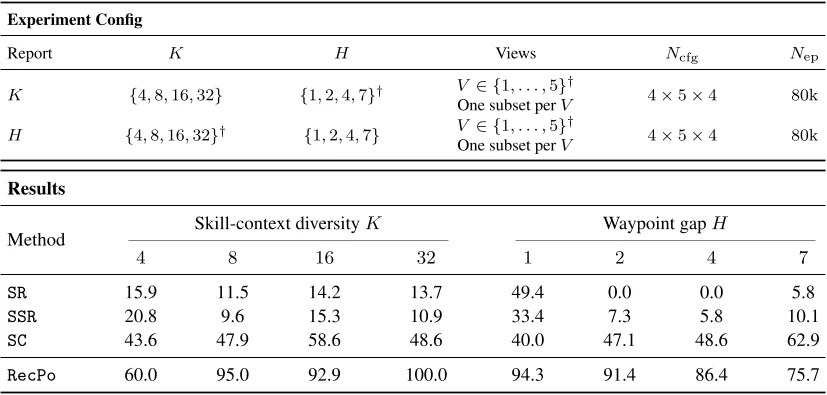 Experiment Config
Report K H Views N_cfg N_ep
K {4, 8, 16, 32} {1, 2, 4, 7}† V ∈ {1, . . . , 5}† 4 × 5 × 4 80k
One subset per V
H {4, 8, 16, 32}† {1, 2, 4, 7} V ∈ {1, . . . , 5}† 4 × 5 × 4 80k
One subset per V
Results
Method Skill-context diversity K Waypoint gap H
4 8 16 32 1 2 4 7
SR 15.9 11.5 14.2 13.7 49.4 0.0 0.0 5.8
SSR 20.8 9.6 15.3 10.9 33.4 7.3 5.8 10.1
SC 43.6 47.9 58.6 48.6 40.0 47.1 48.6 62.9
RecPo 60.0 95.0 92.9 100.0 94.3 91.4 86.4 75.7